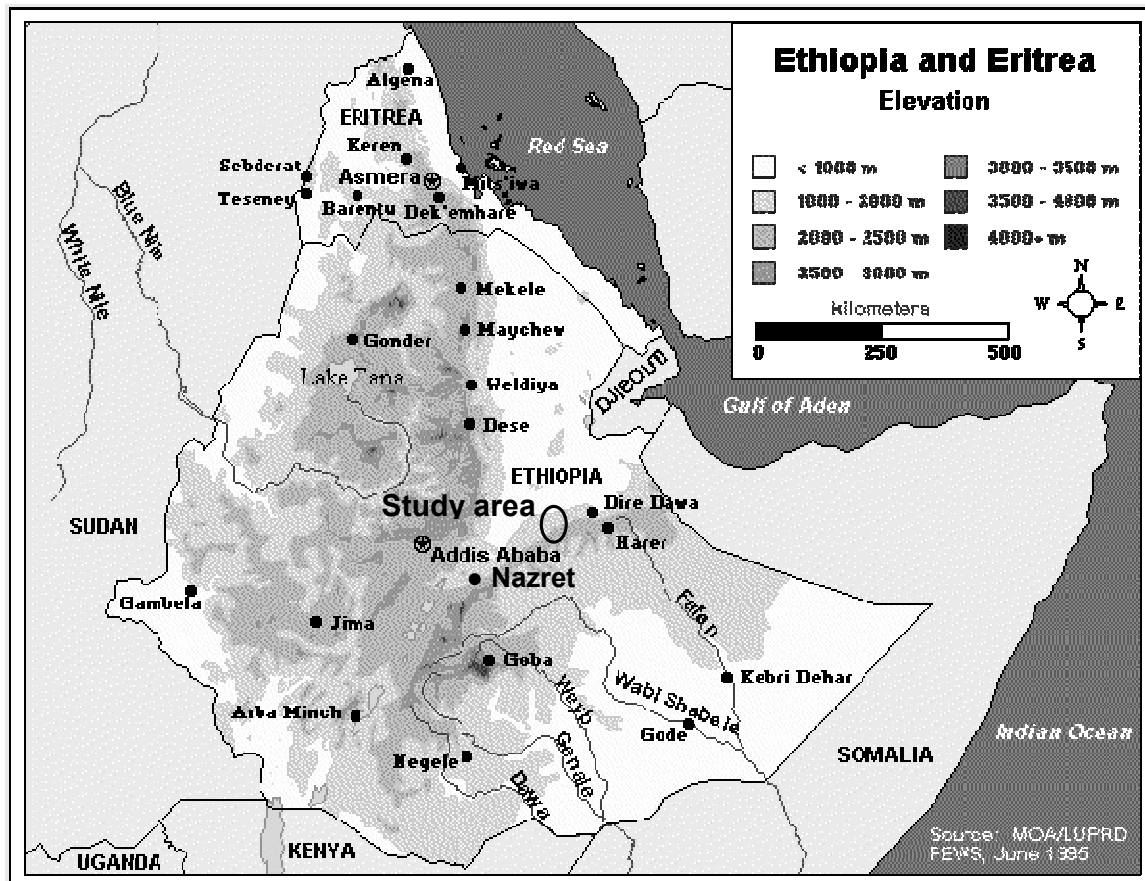 Ethiopia and Eritrea
Elevation
< 1000 m
1000 - 2000 m
2000 - 2500 m
2500 - 3000 m
3000 - 3500 m
3500 - 4000 m
4000+ m
kilometers
0 250 500
N
W E
S
Algena
ERITREA
Red Sea
Keren
Sebderat
Asmera
Mits'iwa
Teseney
Barentu
Dek'emhare
Blue Nile
White Nile
Mekele
Maychew
Gonder
Lake Tana
Weldiya
DJIBOUTI
Gulf of Aden
Dese
ETHIOPIA
Study area
Dire Dawa
SUDAN
Harer
Addis Ababa
Nazret
Gambela
Jima
Fafen
Goba
Weyb
Wabi Shabele
Kebri Dehar
Arba Minch
Gode
Genale
Indian Ocean
Negele
Dawa
SOMALIA
KENYA
UGANDA
Source: MOA/LUPRD
FEWS, June 1995